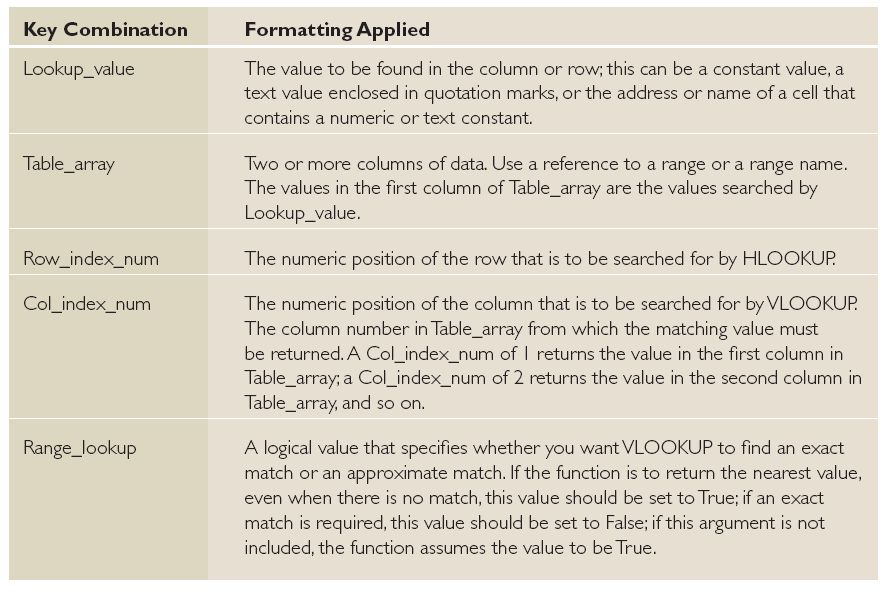 Key Combination Formatting Applied
Lookup_value The value to be found in the column or row; this can be a constant value, a
text value enclosed in quotation marks, or the address or name of a cell that
contains a numeric or text constant.
Table_array Two or more columns of data. Use a reference to a range or a range name.
The values in the first column of Table_array are the values searched by
Lookup_value.
Row_index_num The numeric position of the row that is to be searched for by HLOOKUP.
Col_index_num The numeric position of the column that is to be searched for by VLOOKUP.
The column number in Table_array from which the matching value must
be returned. A Col_index_num of 1 returns the value in the first column in
Table_array; a Col_index_num of 2 returns the value in the second column in
Table_array, and so on.
Range_lookup A logical value that specifies whether you want VLOOKUP to find an exact
match or an approximate match. If the function is to return the nearest value,
even when there is no match, this value should be set to True; if an exact
match is required, this value should be set to False; if this argument is not
included, the function assumes the value to be True.